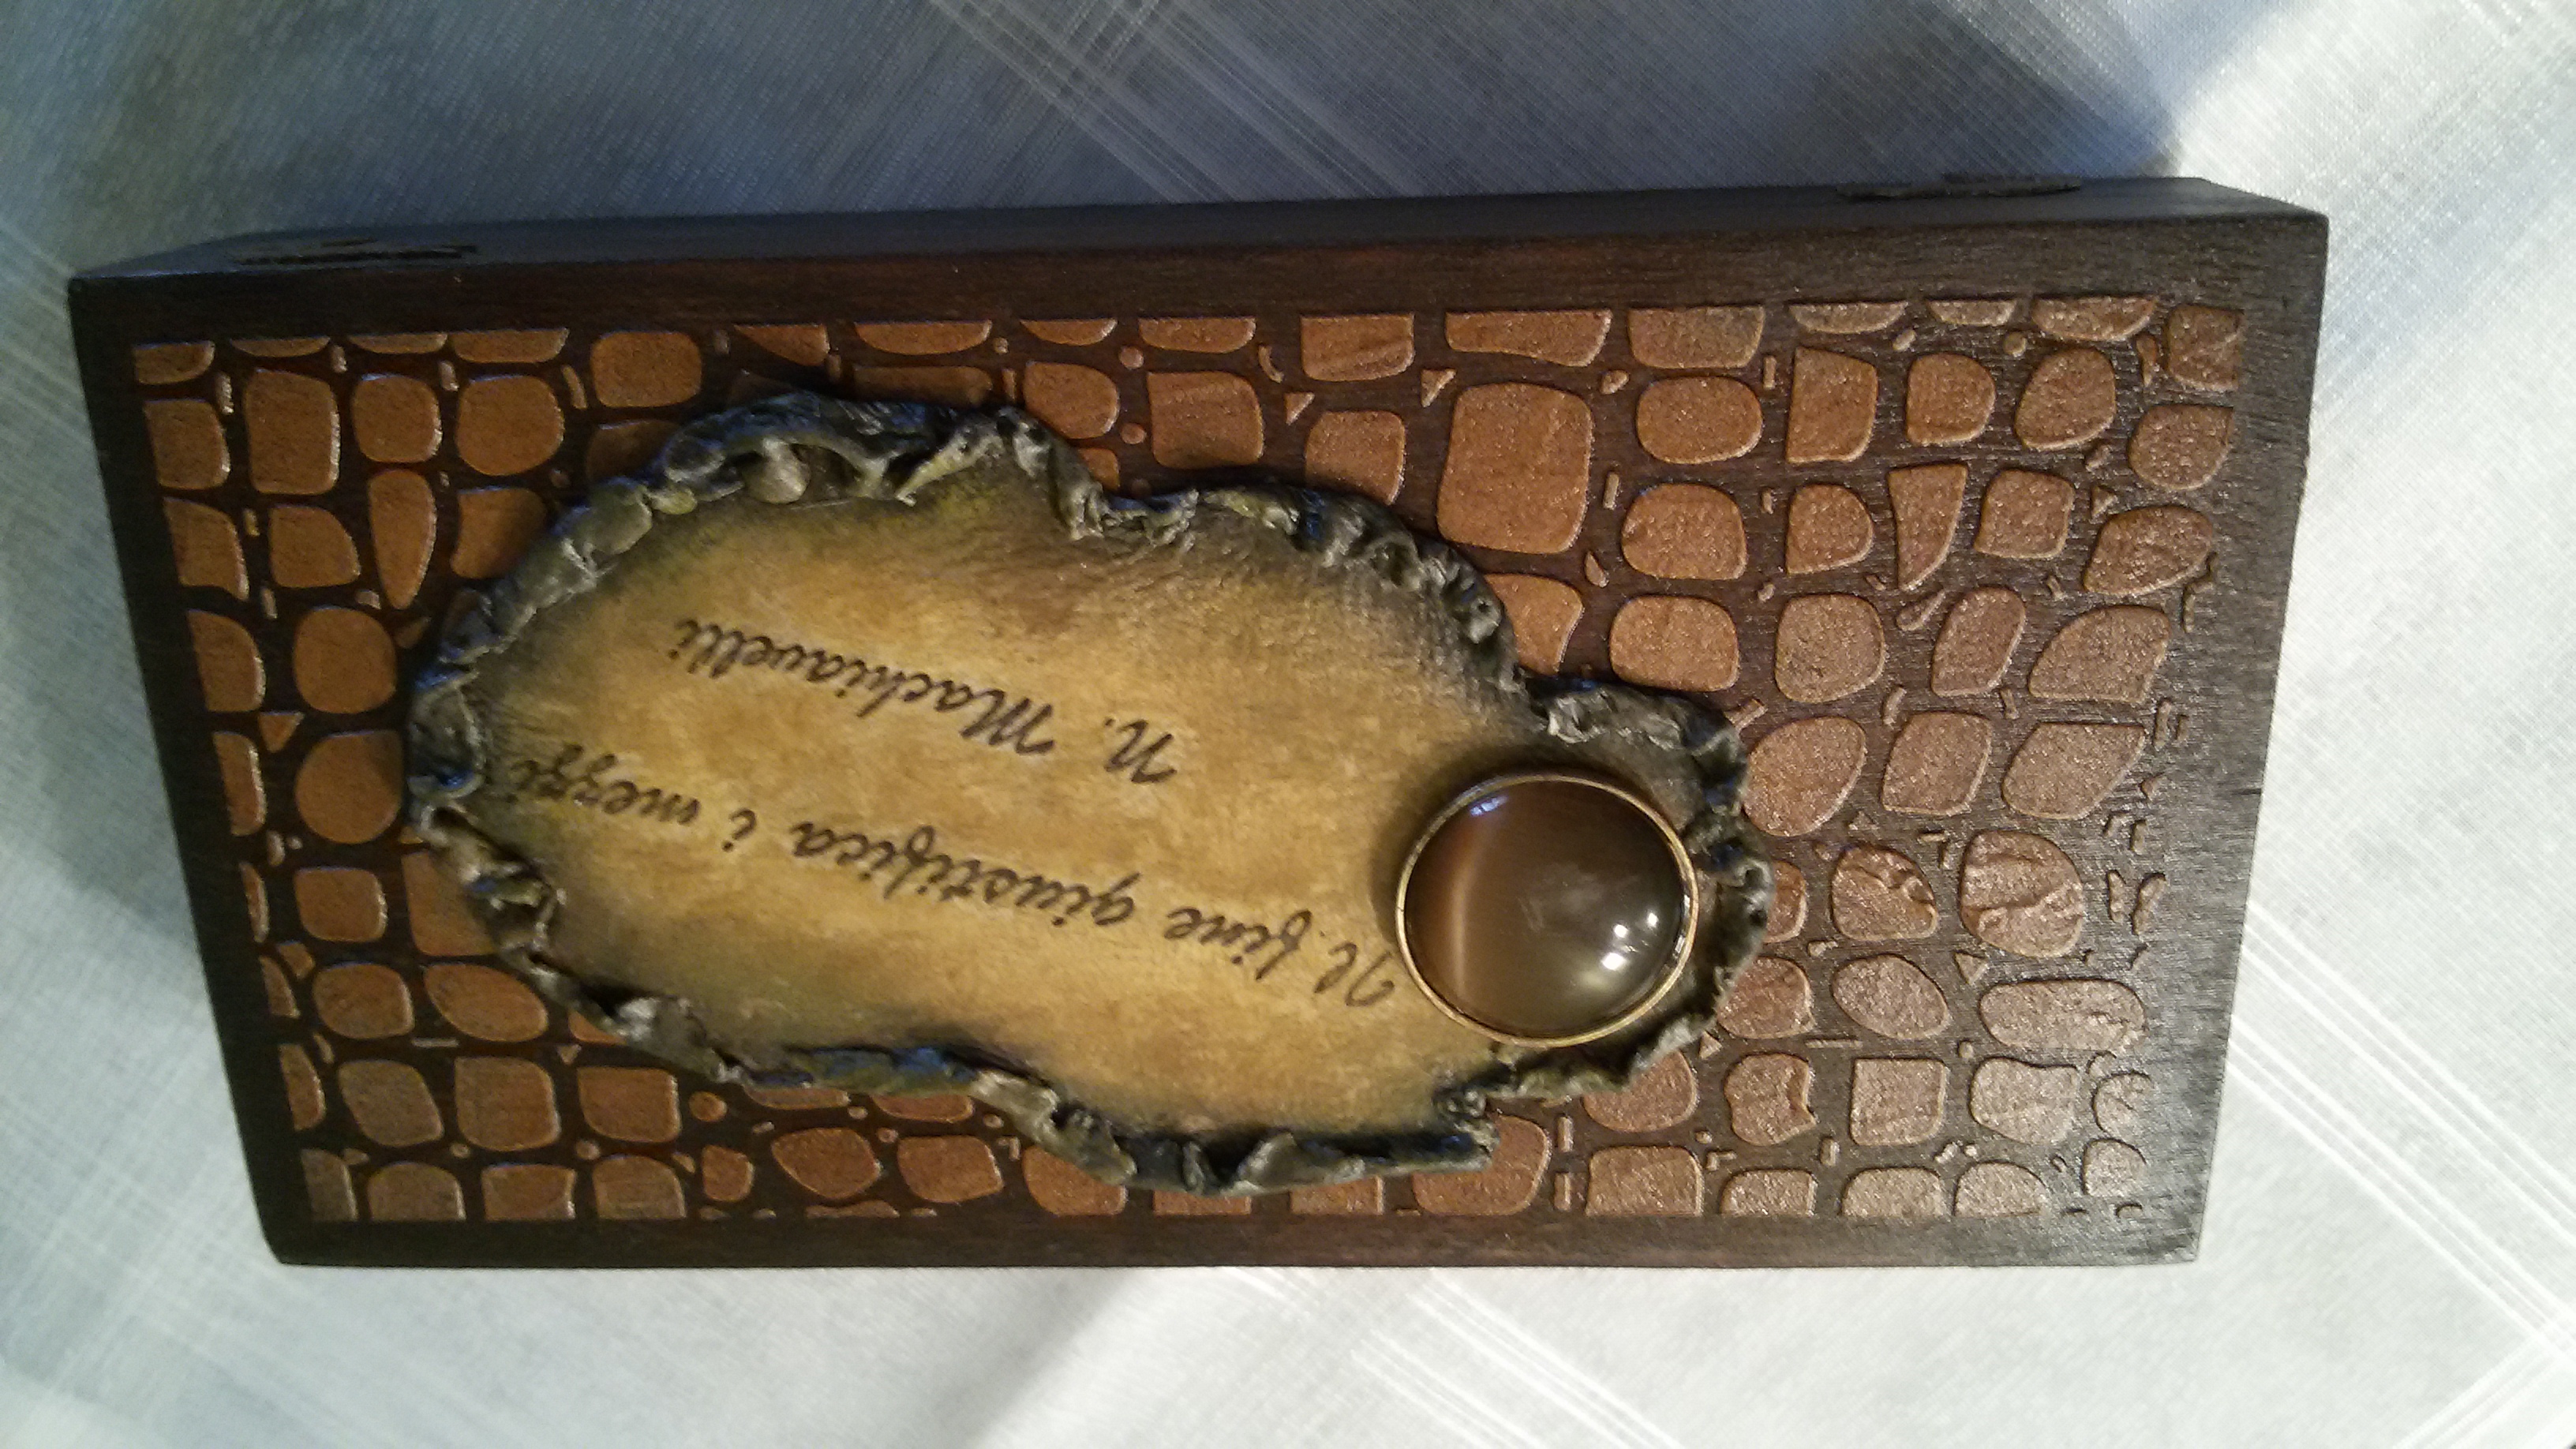 Il fine giustifica i mezzi
N. Machiavelli